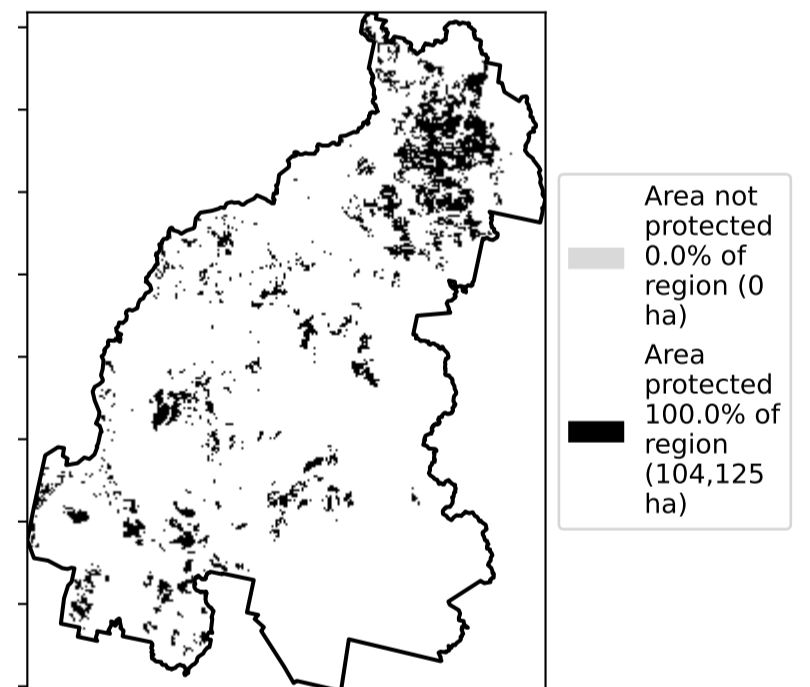 Area not
protected
0.0% of
region (0
ha)
Area
protected
100.0% of
region
(104,125
ha)